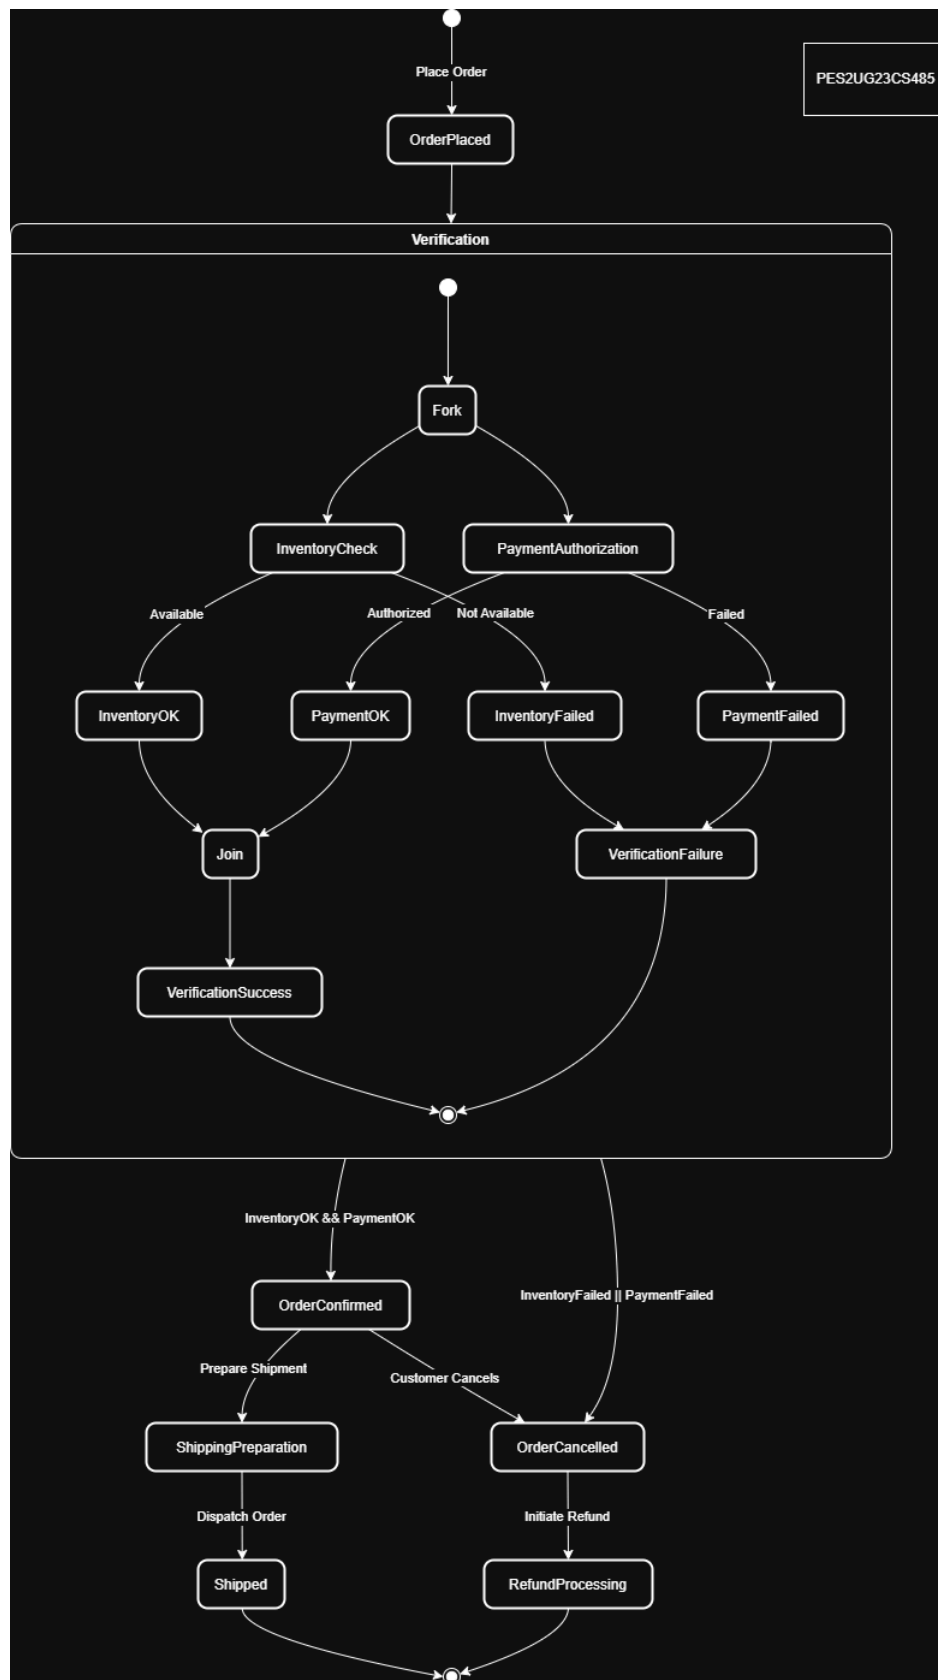 Place Order
PES2UG23CS485
OrderPlaced
Verification
Fork
InventoryCheck
PaymentAuthorization
Available
Authorized
Not Available
Failed
InventoryOK
PaymentOK
InventoryFailed
PaymentFailed
Join
VerificationFailure
VerificationSuccess
InventoryOK && PaymentOK
InventoryFailed || PaymentFailed
OrderConfirmed
Prepare Shipment
Customer Cancels
ShippingPreparation
OrderCancelled
Dispatch Order
Initiate Refund
Shipped
RefundProcessing